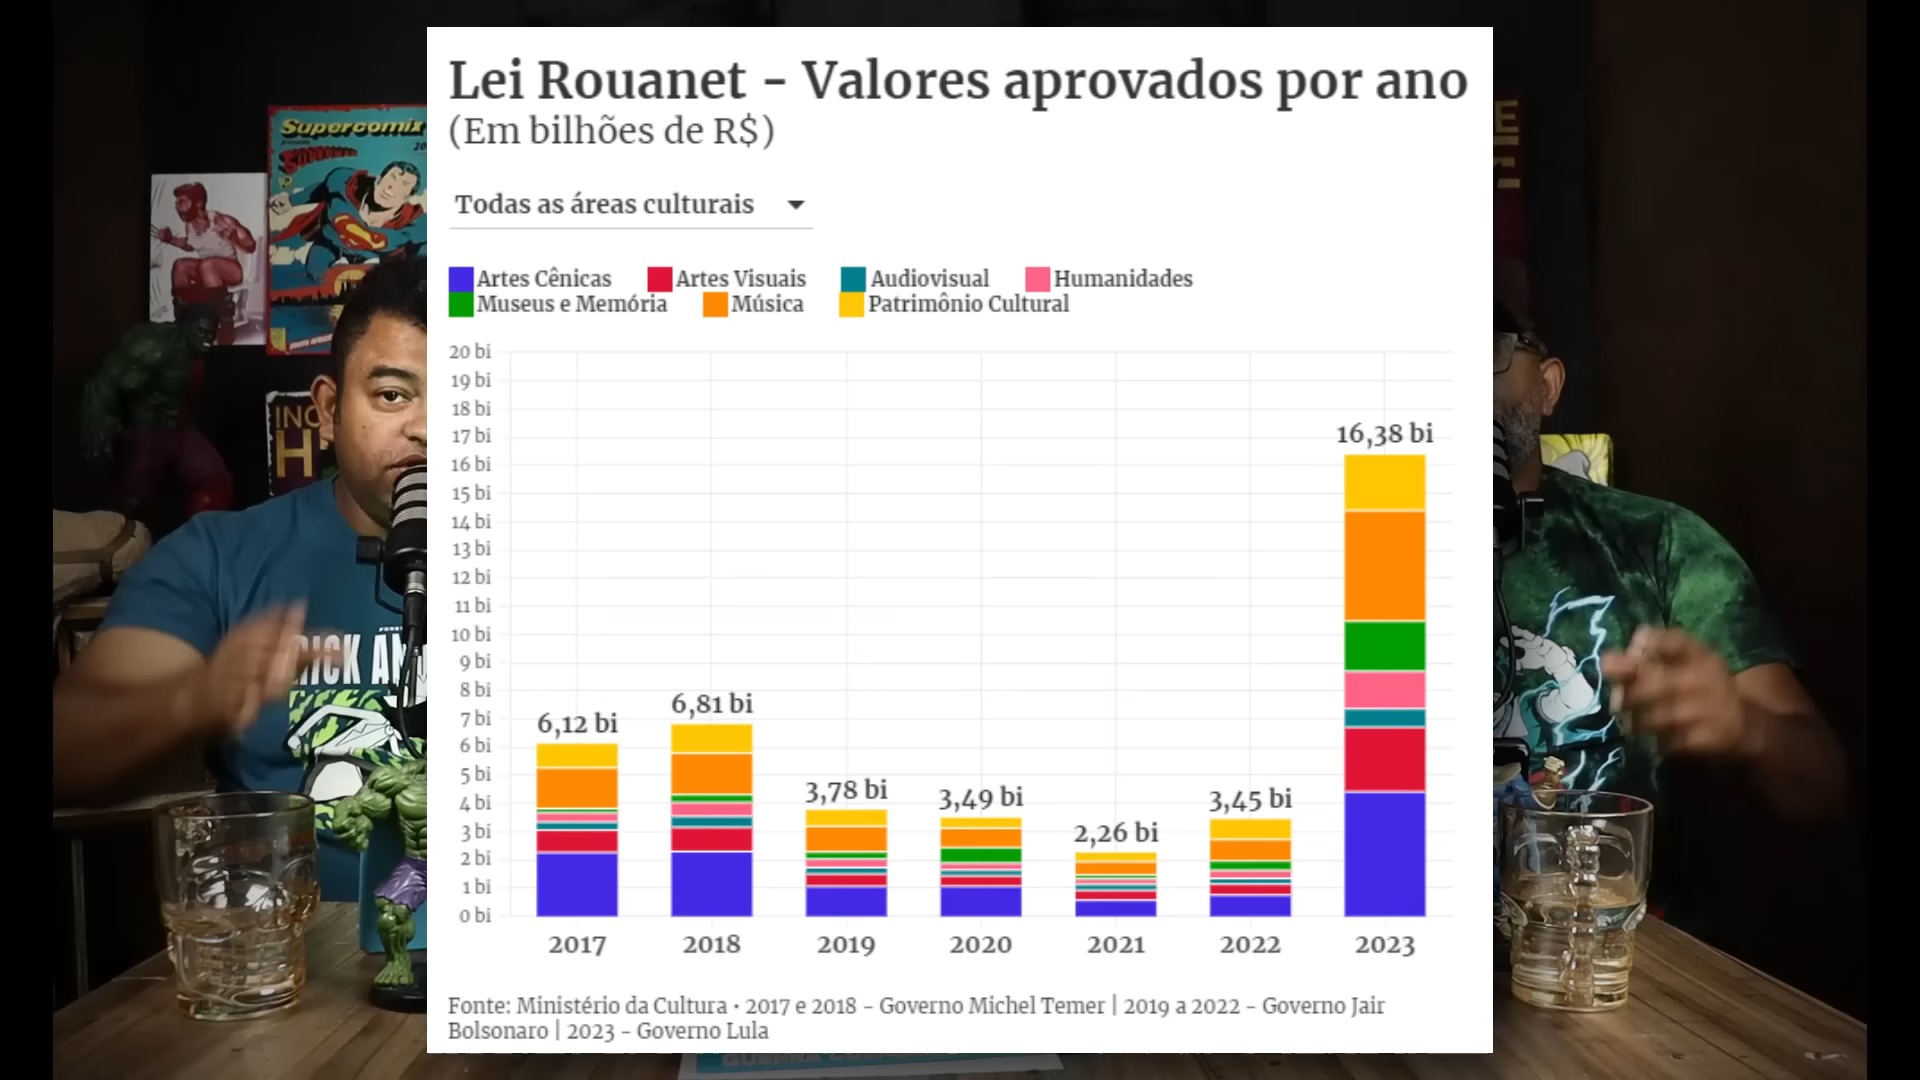 Lei Rouanet - Valores aprovados por ano
(Em bilhões de R$)
Todas as áreas culturais
Artes Cênicas Artes Visuais Audiovisual Humanidades
Museus e Memória Música Patrimônio Cultural
20 bi
19 bi
18 bi
17 bi
16 bi
15 bi
14 bi
13 bi
12 bi
11 bi
10 bi
9 bi
8 bi
7 bi
6 bi
5 bi
4 bi
3 bi
2 bi
1 bi
0 bi
6,12 bi
6,81 bi
3,78 bi
3,49 bi
2,26 bi
3,45 bi
16,38 bi
2017 2018 2019 2020 2021 2022 2023
Fonte: Ministério da Cultura • 2017 e 2018 - Governo Michel Temer | 2019 a 2022 - Governo Jair
Bolsonaro | 2023 - Governo Lula
Supercomix